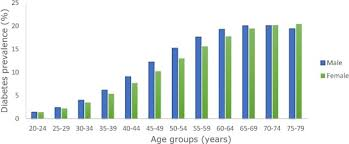 Diabetes prevalence (%)
25
20
15
10
5
0
20-24 25-29 30-34 35-39 40-44 45-49 50-54 55-59 60-64 65-69 70-74 75-79
Age groups (years)
Male
Female